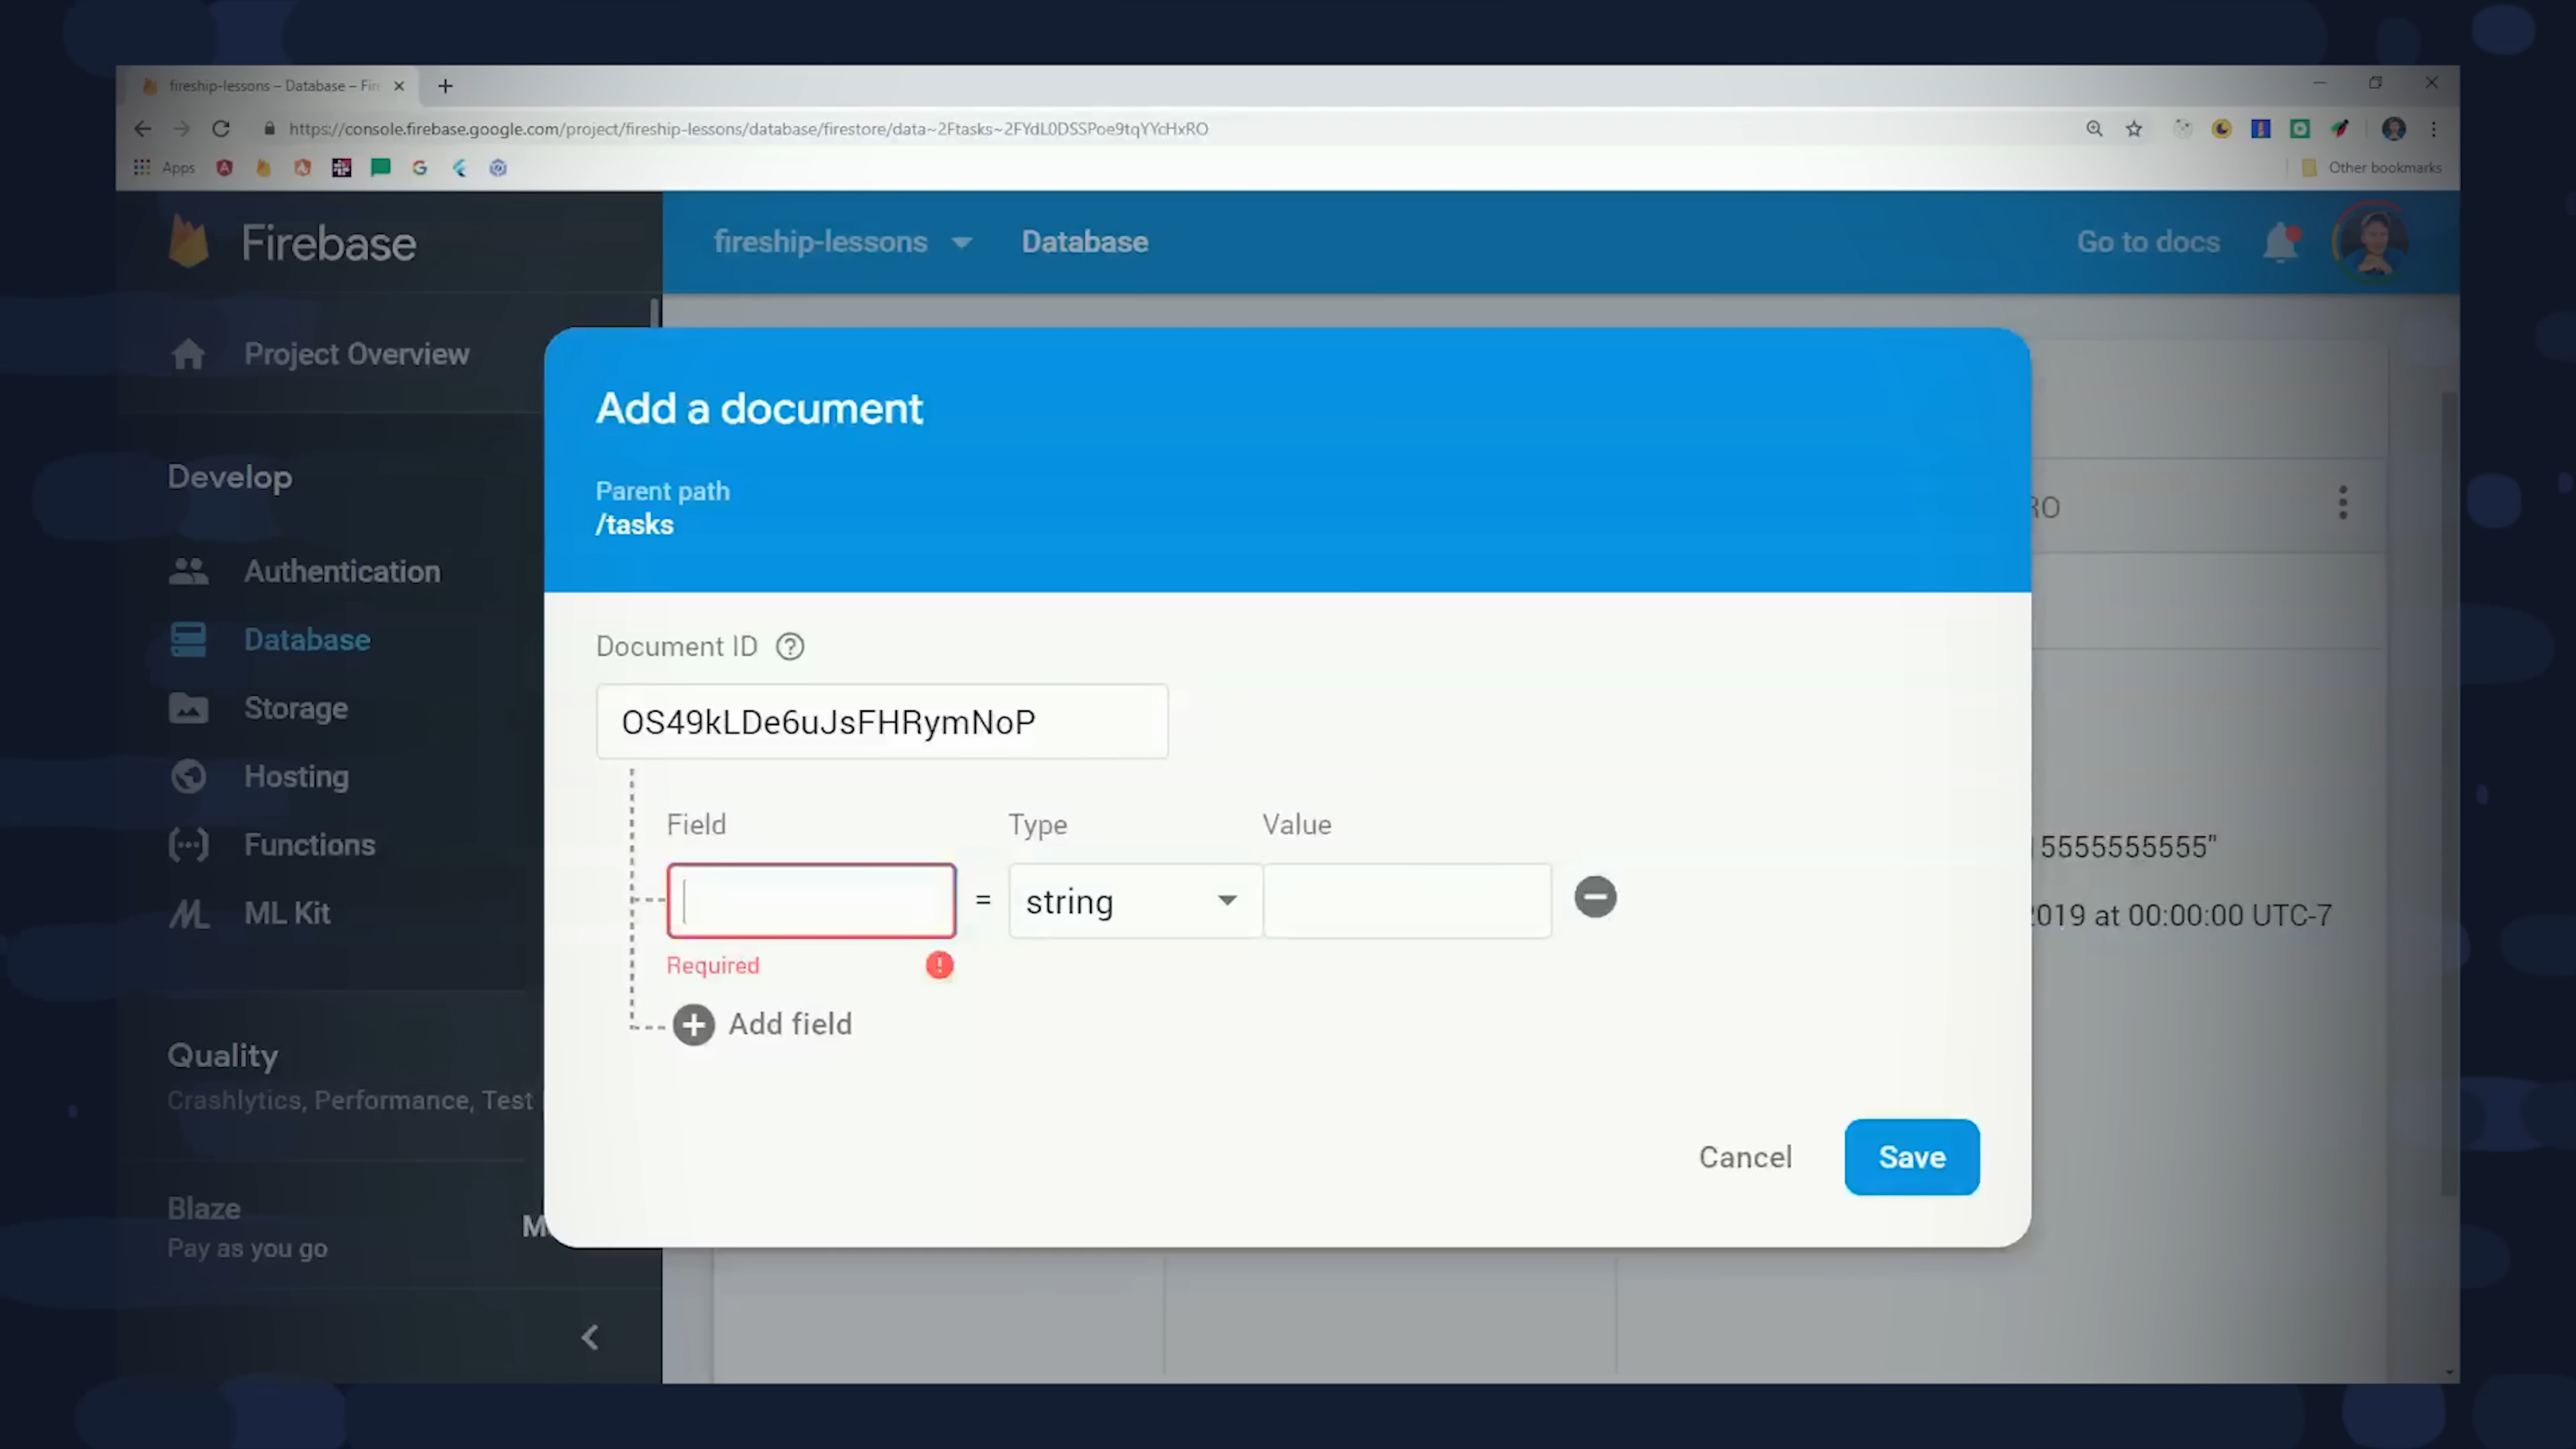 fireship-lessons – Database – Fir
https://console.firebase.google.com/project/fireship-lessons/database/firestore/data~2Ftasks~2FYdL0DSSPoe9tqYYcHxRO
Apps
Other bookmarks
Firebase
fireship-lessons
Database
Go to docs
Project Overview
Develop
Authentication
Database
Storage
Hosting
Functions
ML Kit
Quality
Crashlytics, Performance, Test
Blaze
Pay as you go
M
Add a document
Parent path
/tasks
Document ID
OS49kLDe6uJsFHRymNoP
Field
Type
Value
=
string
Required
Add field
Cancel
Save
RO
5555555555"
2019 at 00:00:00 UTC-7